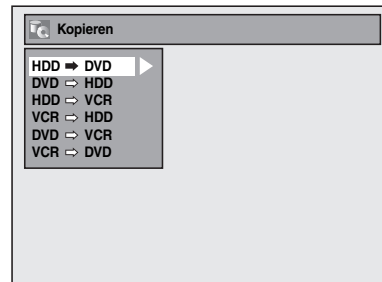 Kopieren
HDD ➡ DVD
DVD ⇨ HDD
HDD ⇨ VCR
VCR ⇨ HDD
DVD ⇨ VCR
VCR ⇨ DVD